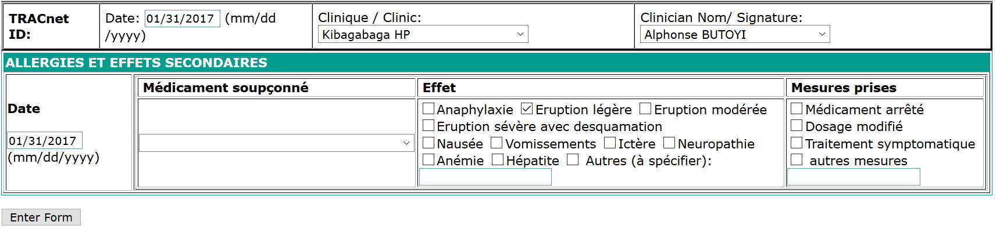 TRACnet ID:
Date: 01/31/2017 (mm/dd/yyyy)
Clinique / Clinic:
Kibagabaga HP
Clinician Nom/ Signature:
Alphonse BUTOYI
ALLERGIES ET EFFETS SECONDAIRES
Date
01/31/2017
(mm/dd/yyyy)
Médicament soupçonné
Effet
Anaphylaxie Eruption légère Eruption modérée
Eruption sévère avec desquamation
Nausée Vomissements Ictère Neuropathie
Anémie Hépatite Autres (à spécifier):
Mesures prises
Médicament arrêté
Dosage modifié
Traitement symptomatique
autres mesures
Enter Form